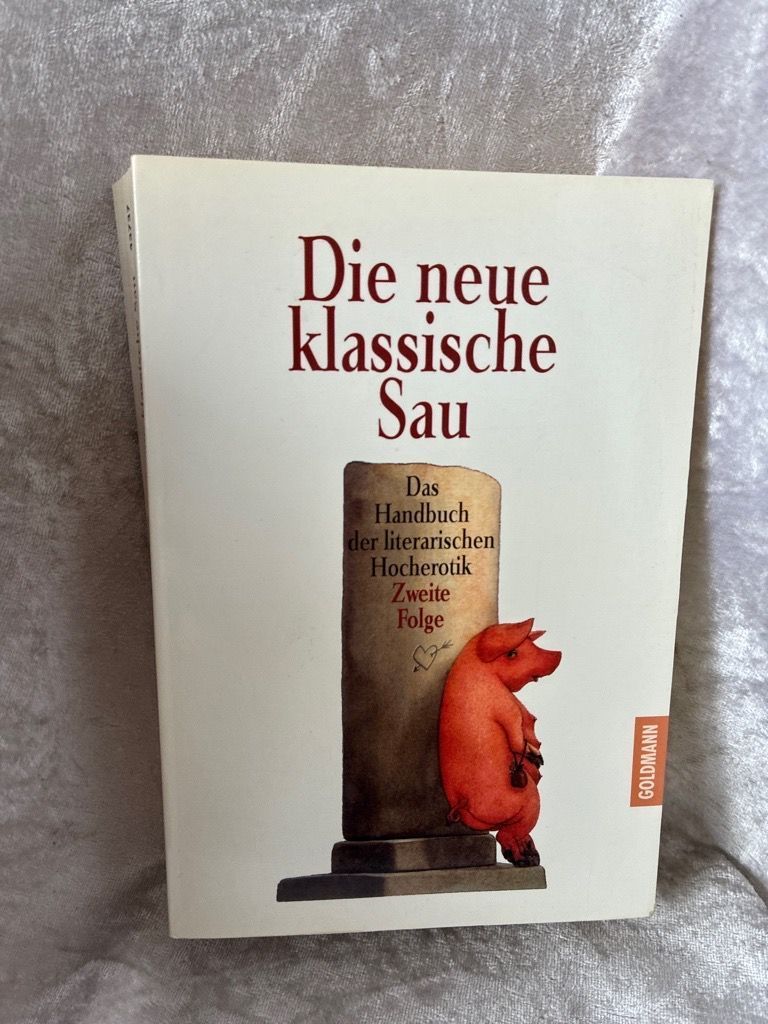 Die neue
klassische
Sau
Das
Handbuch
der literarischen
Hocherotik
Zweite
Folge
GOLDMANN